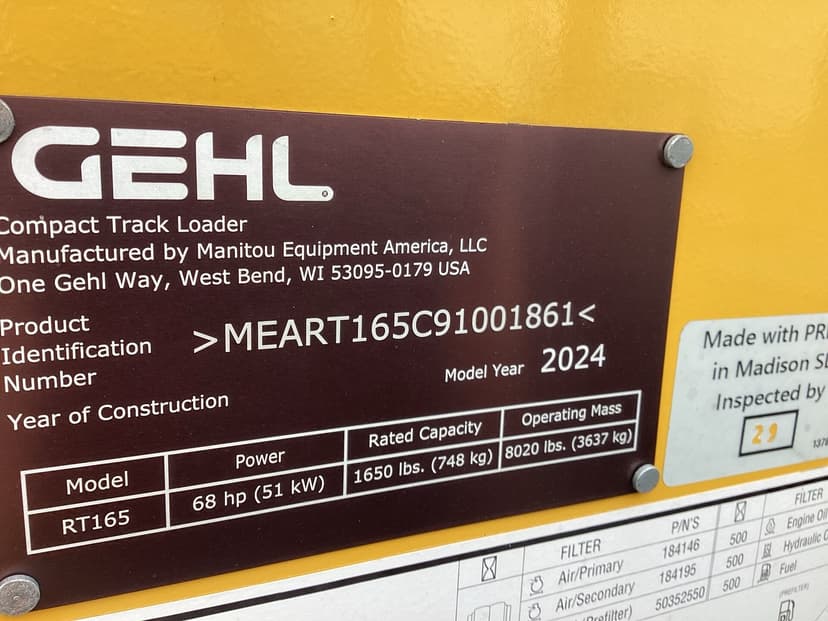 GEHL
Compact Track Loader
Manufactured by Manitou Equipment America, LLC
One Gehl Way, West Bend, WI 53095-0179 USA
Product
Identification
Number
>MEART165C91001861<
Model Year 2024
Year of Construction
Model Power Rated Capacity Operating Mass
RT165 68 hp (51 kW) 1650 lbs. (748 kg) 8020 lbs. (3637 kg)
Made with PR
in Madison S
Inspected by
29
FILTER P/N'S
Air/Primary 184146 500
Air/Secondary 184195 500
(Prefilter) 50352550 500
FILTER
Engine Oil
Hydraulic
Fuel
(PREFILTER)